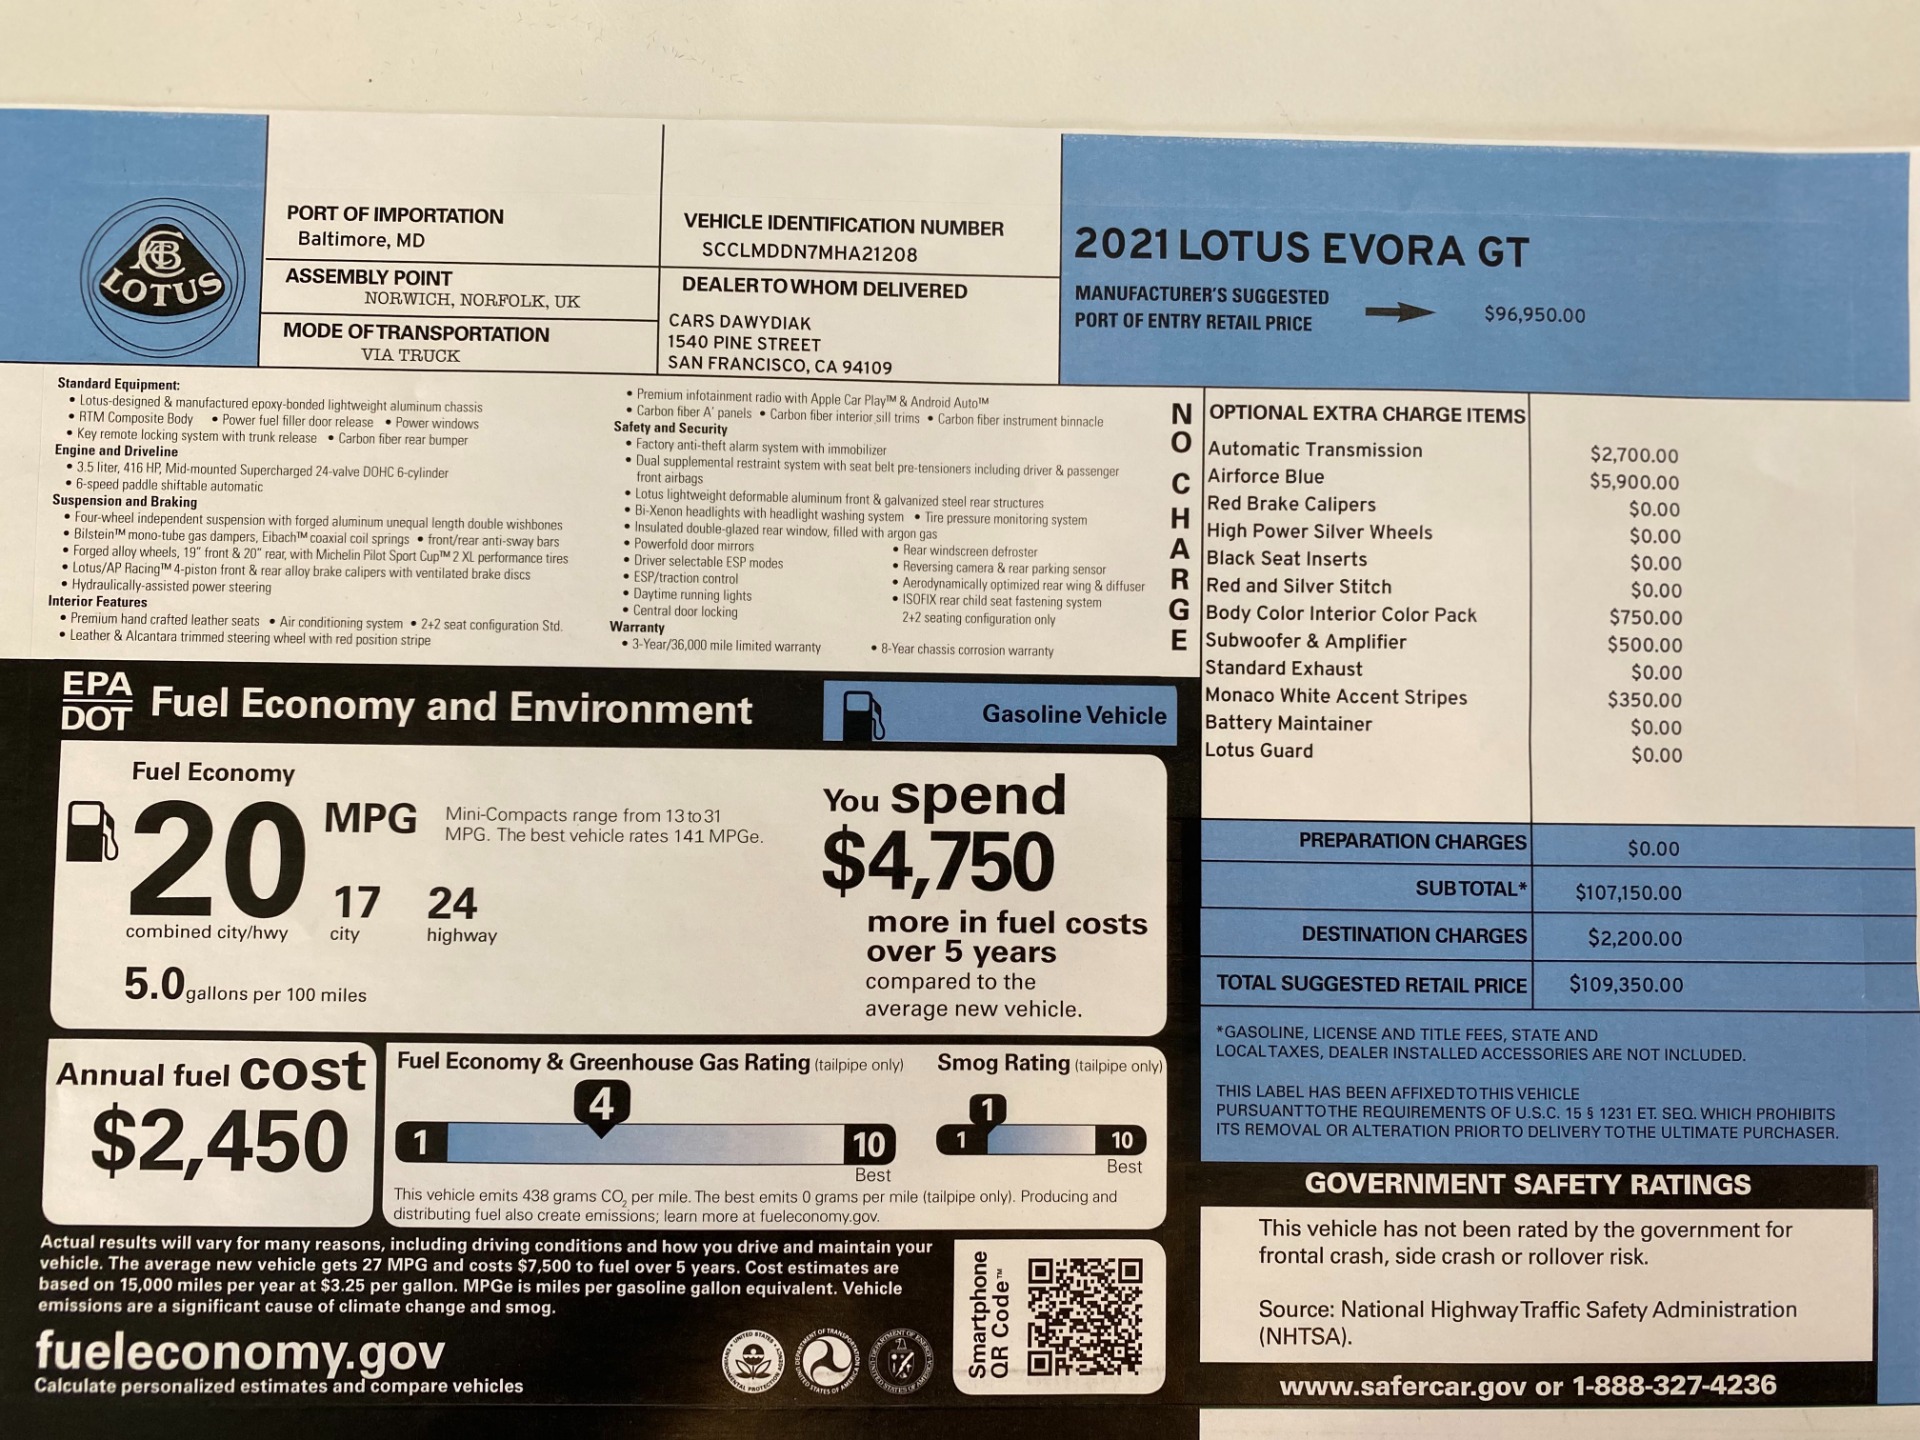 LOTUS
PORT OF IMPORTATION
Baltimore, MD
ASSEMBLY POINT
NORWICH, NORFOLK, UK
MODE OF TRANSPORTATION
VIA TRUCK
VEHICLE IDENTIFICATION NUMBER
SCCLMDDN7MHA21208
DEALER TO WHOM DELIVERED
CARS DAWYDIAK
1540 PINE STREET
SAN FRANCISCO, CA 94109
2021 LOTUS EVORA GT
MANUFACTURER'S SUGGESTED
PORT OF ENTRY RETAIL PRICE
$96,950.00
Standard Equipment:
• Lotus-designed & manufactured epoxy-bonded lightweight aluminum chassis
• RTM Composite Body • Power fuel filler door release • Power windows
• Key remote locking system with trunk release • Carbon fiber rear bumper
Engine and Driveline
• 3.5 liter, 416 HP, Mid-mounted Supercharged 24-valve DOHC 6-cylinder
• 6-speed paddle shiftable automatic
Suspension and Braking
• Four-wheel independent suspension with forged aluminum unequal length double wishbones
• Bilstein™ mono-tube gas dampers, Eibach™ coaxial coil springs • front/rear anti-sway bars
• Forged alloy wheels, 19" front & 20" rear, with Michelin Pilot Sport Cup™ 2 XL performance tires
• Lotus/AP Racing™ 4-piston front & rear alloy brake calipers with ventilated brake discs
• Hydraulically-assisted power steering
Interior Features
• Premium hand crafted leather seats • Air conditioning system • 2+2 seat configuration Std.
• Leather & Alcantara trimmed steering wheel with red position stripe
• Premium infotainment radio with Apple Car Play™ & Android Auto™
• Carbon fiber A' panels • Carbon fiber interior sill trims • Carbon fiber instrument binnacle
Safety and Security
• Factory anti-theft alarm system with immobilizer
• Dual supplemental restraint system with seat belt pre-tensioners including driver & passenger
front airbags
• Lotus lightweight deformable aluminum front & galvanized steel rear structures
• Bi-Xenon headlights with headlight washing system • Tire pressure monitoring system
• Insulated double-glazed rear window, filled with argon gas
• Powerfold door mirrors
• Driver selectable ESP modes
• ESP/traction control
• Daytime running lights
• Central door locking
• Rear windscreen defroster
• Reversing camera & rear parking sensor
• Aerodynamically optimized rear wing & diffuser
• ISOFIX rear child seat fastening system
2+2 seating configuration only
Warranty
• 3-Year/36,000 mile limited warranty • 8-Year chassis corrosion warranty
NO CHARGE
OPTIONAL EXTRA CHARGE ITEMS
Automatic Transmission $2,700.00
Airforce Blue $5,900.00
Red Brake Calipers $0.00
High Power Silver Wheels $0.00
Black Seat Inserts $0.00
Red and Silver Stitch $0.00
Body Color Interior Color Pack $750.00
Subwoofer & Amplifier $500.00
Standard Exhaust $0.00
Monaco White Accent Stripes $350.00
Battery Maintainer $0.00
Lotus Guard $0.00
PREPARATION CHARGES $0.00
SUBTOTAL* $107,150.00
DESTINATION CHARGES $2,200.00
TOTAL SUGGESTED RETAIL PRICE $109,350.00
*GASOLINE, LICENSE AND TITLE FEES, STATE AND
LOCAL TAXES, DEALER INSTALLED ACCESSORIES ARE NOT INCLUDED.
THIS LABEL HAS BEEN AFFIXED TO THIS VEHICLE
PURSUANT TO THE REQUIREMENTS OF U.S.C. 15 § 1231 ET. SEQ. WHICH PROHIBITS
ITS REMOVAL OR ALTERATION PRIOR TO DELIVERY TO THE ULTIMATE PURCHASER.
GOVERNMENT SAFETY RATINGS
This vehicle has not been rated by the government for
frontal crash, side crash or rollover risk.
Source: National Highway Traffic Safety Administration
(NHTSA).
www.safercar.gov or 1-888-327-4236
EPA
DOT
Fuel Economy and Environment
Gasoline Vehicle
Fuel Economy
20 MPG
combined city/hwy
17
city
24
highway
5.0 gallons per 100 miles
Mini-Compacts range from 13 to 31
MPG. The best vehicle rates 141 MPGe.
You spend
$4,750
more in fuel costs
over 5 years
compared to the
average new vehicle.
Annual fuel cost
$2,450
Fuel Economy & Greenhouse Gas Rating (tailpipe only)
4
1
10
Best
Smog Rating (tailpipe only)
1
1
10
Best
This vehicle emits 438 grams CO₂ per mile. The best emits 0 grams per mile (tailpipe only). Producing and
distributing fuel also create emissions; learn more at fueleconomy.gov.
Actual results will vary for many reasons, including driving conditions and how you drive and maintain your
vehicle. The average new vehicle gets 27 MPG and costs $7,500 to fuel over 5 years. Cost estimates are
based on 15,000 miles per year at $3.25 per gallon. MPGe is miles per gasoline gallon equivalent. Vehicle
emissions are a significant cause of climate change and smog.
fueleconomy.gov
Calculate personalized estimates and compare vehicles
Smartphone
QR Code™